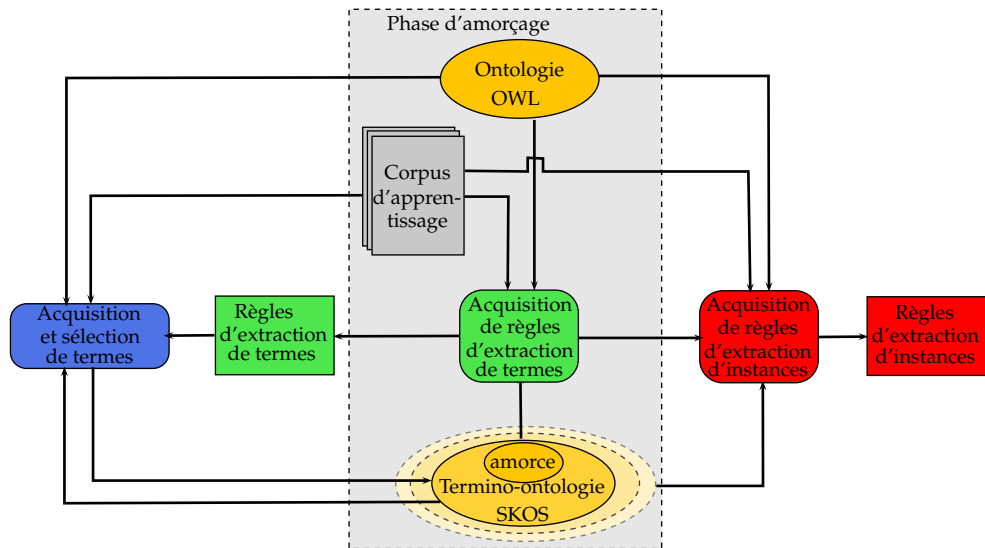 Phase d'amorçage
Ontologie
OWL
Corpus
d'appren-
tissage
Acquisition
et sélection
de termes
Règles
d'extraction
de termes
Acquisition
de règles
d'extraction
de termes
Acquisition
de règles
d'extraction
d'instances
Règles
d'extraction
d'instances
amorce
Termino-ontologie
SKOS